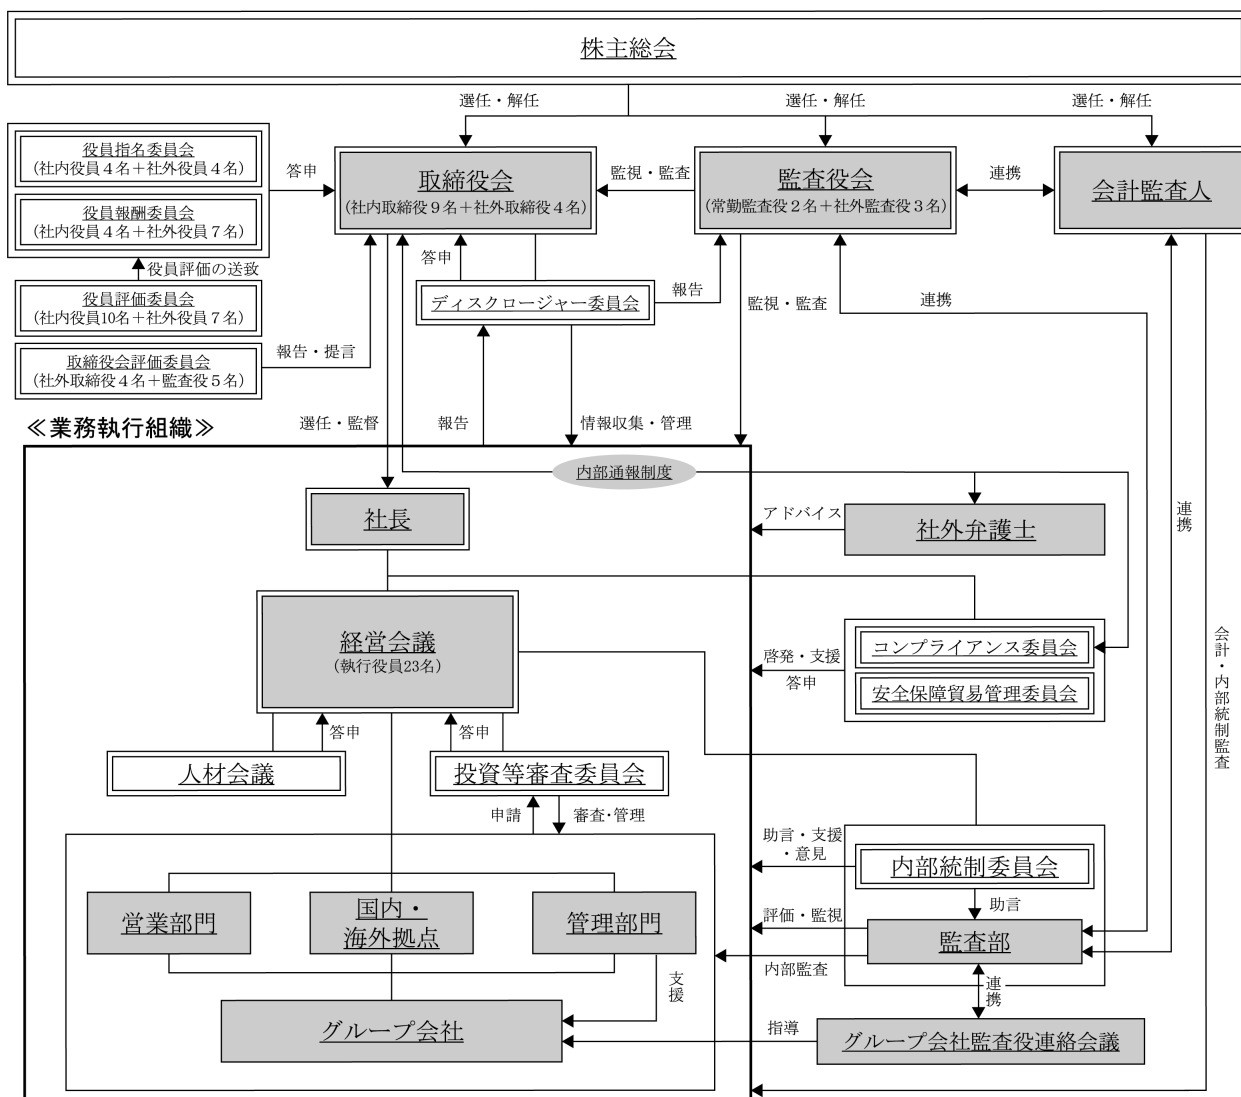 株主総会
選任・解任
選任・解任
選任・解任
役員指名委員会
(社内役員４名＋社外役員４名)
役員報酬委員会
(社内役員４名＋社外役員７名)
答申
取締役会
(社内取締役９名＋社外取締役４名)
監視・監査
監査役会
(常勤監査役２名＋社外監査役３名)
連携
会計監査人
役員評価の送致
役員評価委員会
(社内役員10名＋社外役員７名)
取締役会評価委員会
(社外取締役４名＋監査役５名)
報告・提言
答申
ディスクロージャー委員会
報告
監視・監査
連携
選任・監督
報告
情報収集・管理
≪業務執行組織≫
内部通報制度
社長
アドバイス
社外弁護士
連携
経営会議
(執行役員23名)
啓発・支援
答申
コンプライアンス委員会
安全保障貿易管理委員会
会計・内部統制監査
答申
答申
人材会議
投資等審査委員会
申請
審査・管理
助言・支援
・意見
内部統制委員会
助言
営業部門
国内・
海外拠点
管理部門
評価・監視
監査部
内部監査
支援
連携
グループ会社
指導
グループ会社監査役連絡会議